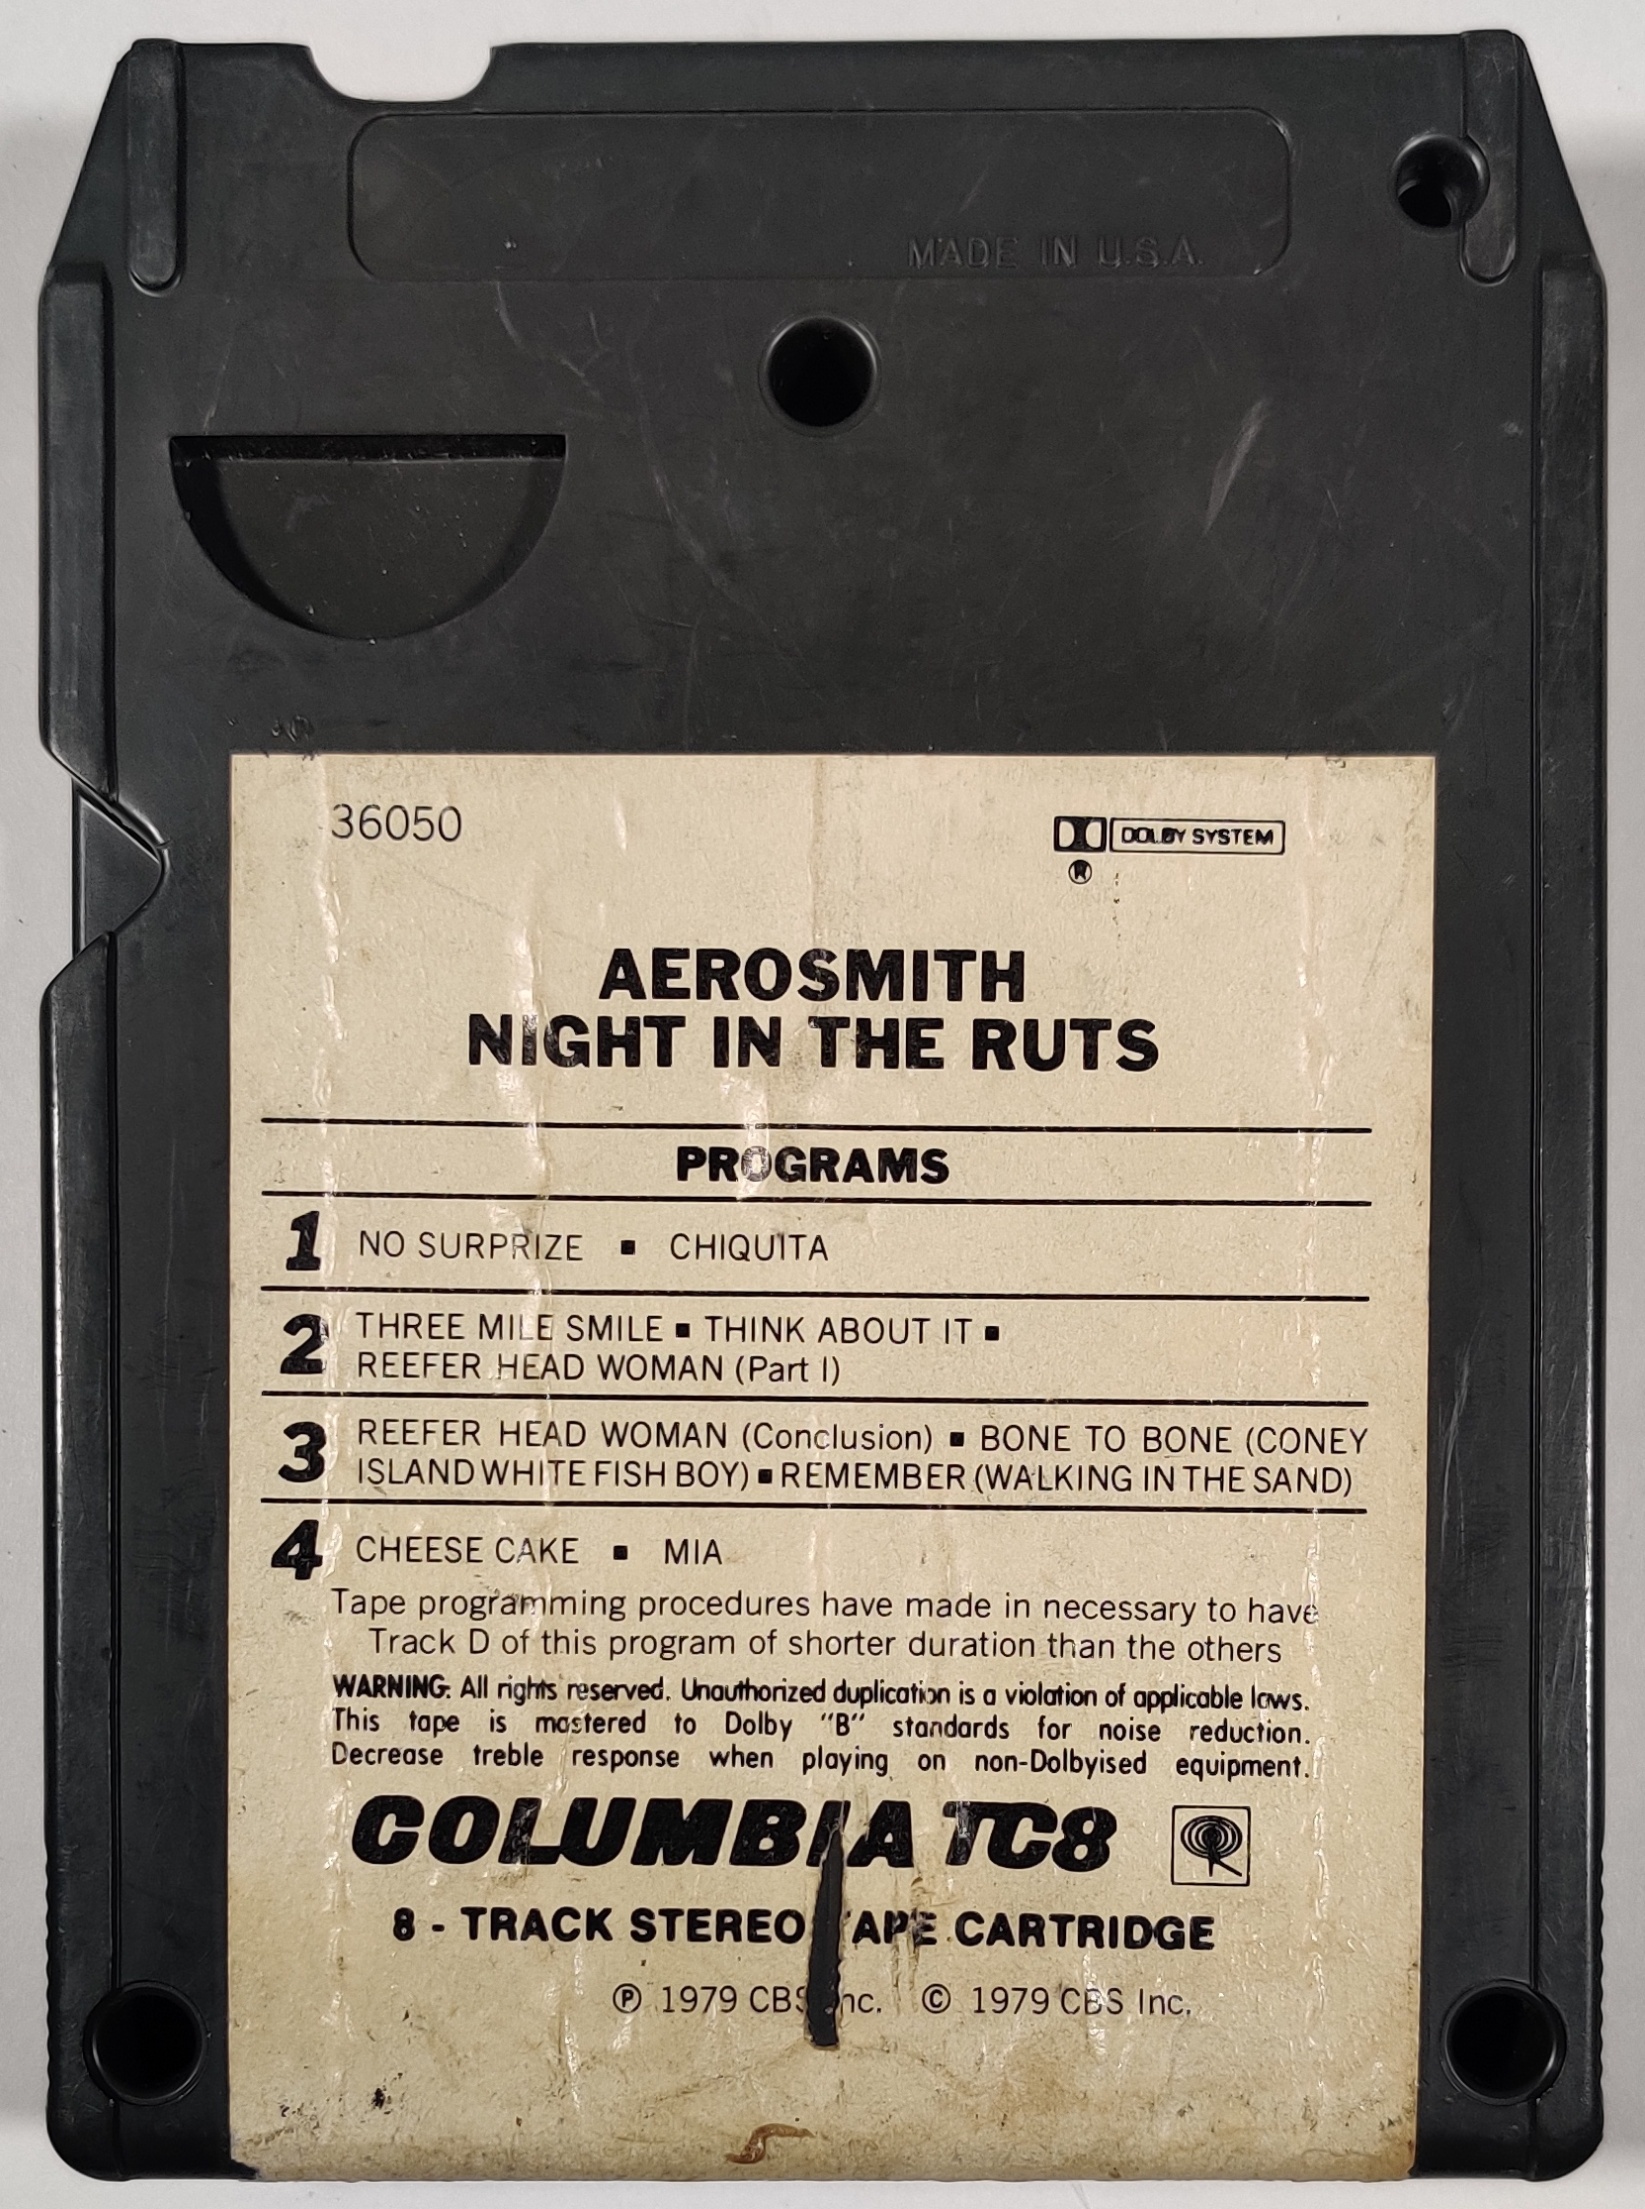 MADE IN U.S.A.
36050
DOLBY SYSTEM
®
AEROSMITH
NIGHT IN THE RUTS
PROGRAMS
1 NO SURPRIZE ▪ CHIQUITA
2 THREE MILE SMILE ▪ THINK ABOUT IT ▪
REEFER HEAD WOMAN (Part I)
3 REEFER HEAD WOMAN (Conclusion) ▪ BONE TO BONE (CONEY
ISLAND WHITE FISH BOY) ▪ REMEMBER (WALKING IN THE SAND)
4 CHEESE CAKE ▪ MIA
Tape programming procedures have made in necessary to have
Track D of this program of shorter duration than the others
WARNING: All rights reserved. Unauthorized duplication is a violation of applicable laws.
This tape is mastered to Dolby "B" standards for noise reduction.
Decrease treble response when playing on non-Dolbyised equipment.
COLUMBIA TC8
8 - TRACK STEREO TAPE CARTRIDGE
℗ 1979 CBS Inc. © 1979 CBS Inc.